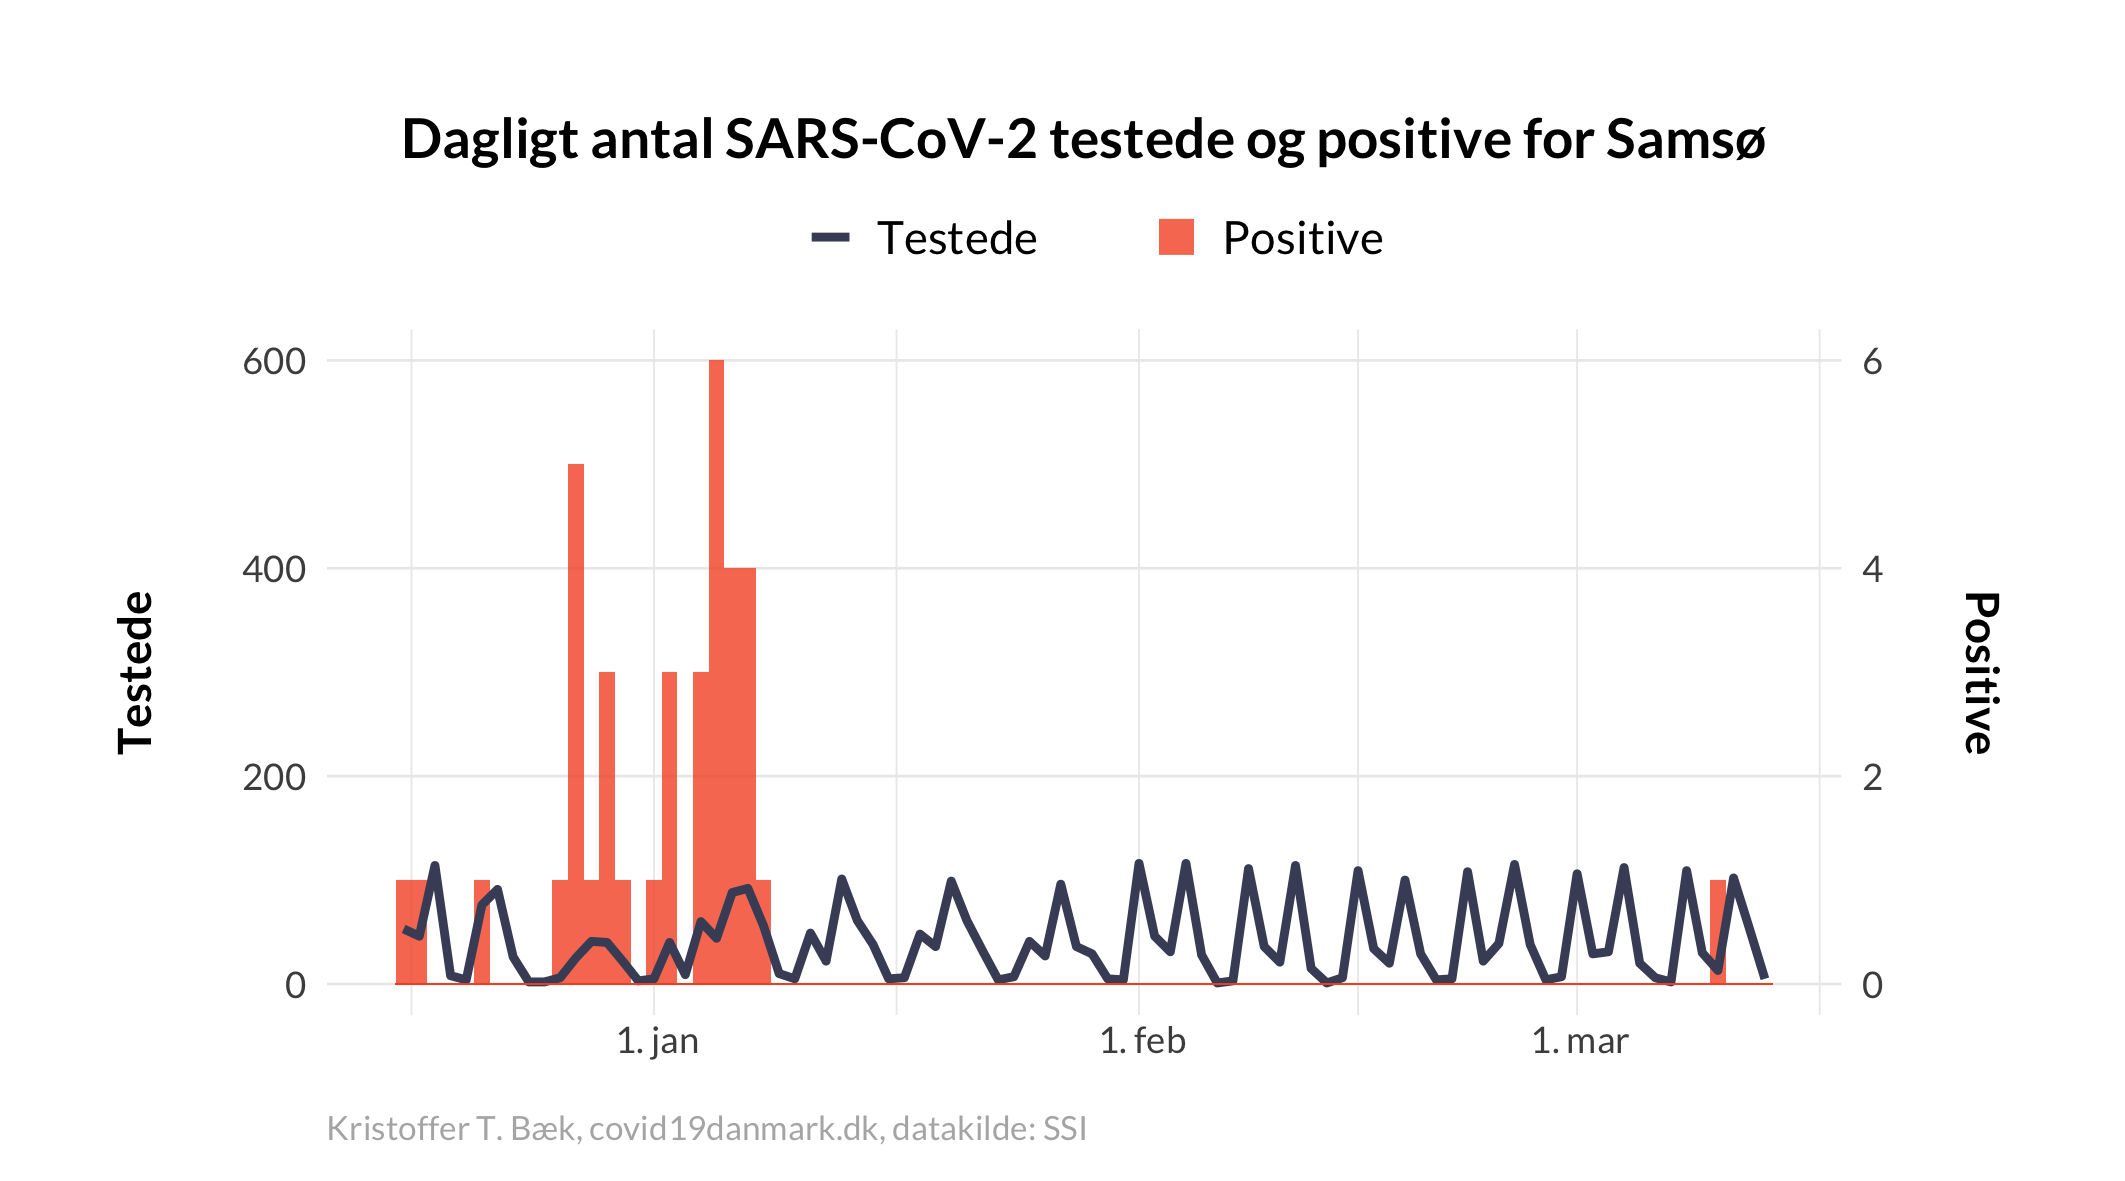 Dagligt antal SARS-CoV-2 testede og positive for Samsø
Testede
Positive
600
400
200
0
6
4
2
0
Testede
Positive
1. jan
1. feb
1. mar
Kristoffer T. Bæk, covid19danmark.dk, datakilde: SSI